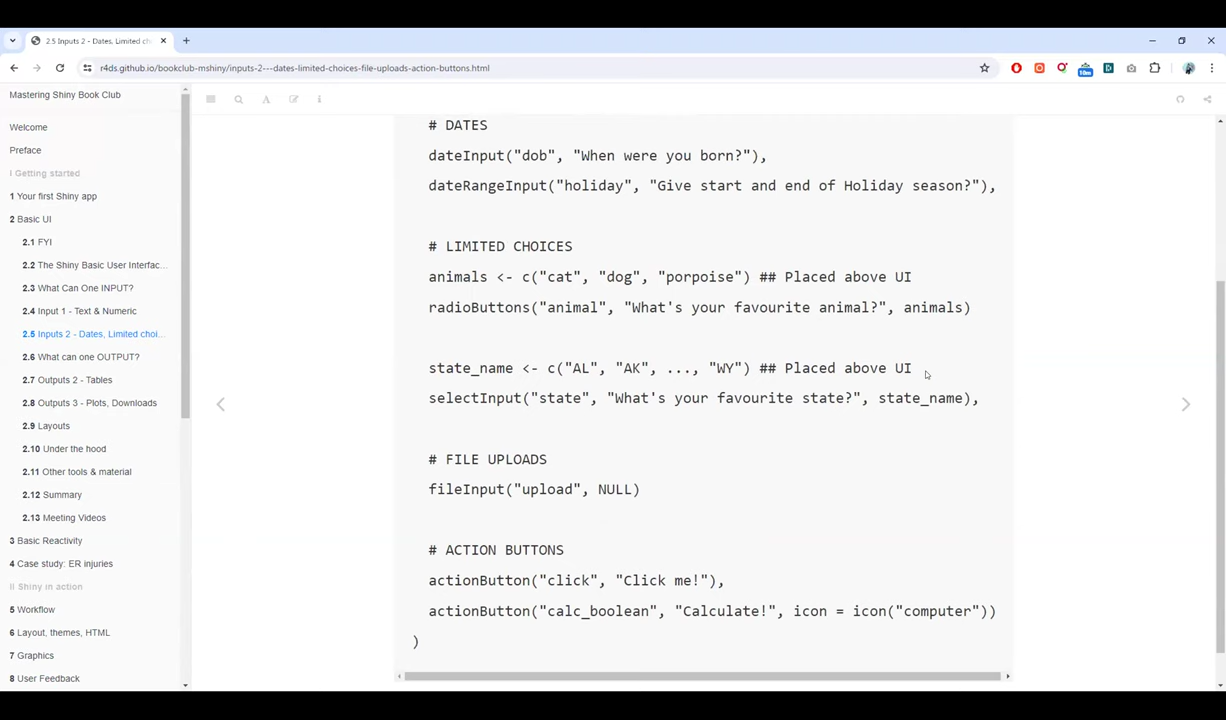 2.5 Inputs 2 - Dates, Limited ch
r4ds.github.io/bookclub-mshiny/inputs-2---dates-limited-choices-file-uploads-action-buttons.html
10m
Mastering Shiny Book Club
Welcome
Preface
I Getting started
1 Your first Shiny app
2 Basic UI
2.1 FYI
2.2 The Shiny Basic User Interfac...
2.3 What Can One INPUT?
2.4 Input 1 - Text & Numeric
2.5 Inputs 2 - Dates, Limited choi...
2.6 What can one OUTPUT?
2.7 Outputs 2 - Tables
2.8 Outputs 3 - Plots, Downloads
2.9 Layouts
2.10 Under the hood
2.11 Other tools & material
2.12 Summary
2.13 Meeting Videos
3 Basic Reactivity
4 Case study: ER injuries
II Shiny in action
5 Workflow
6 Layout, themes, HTML
7 Graphics
8 User Feedback
# DATES
dateInput("dob", "When were you born?"),
dateRangeInput("holiday", "Give start and end of Holiday season?"),
# LIMITED CHOICES
animals <- c("cat", "dog", "porpoise") ## Placed above UI
radioButtons("animal", "What's your favourite animal?", animals)
state_name <- c("AL", "AK", ..., "WY") ## Placed above UI
selectInput("state", "What's your favourite state?", state_name),
# FILE UPLOADS
fileInput("upload", NULL)
# ACTION BUTTONS
actionButton("click", "Click me!"),
actionButton("calc_boolean", "Calculate!", icon = icon("computer"))
)